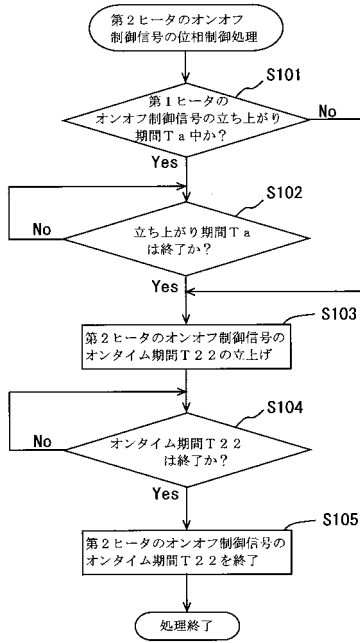 第２ヒータのオンオフ
制御信号の位相制御処理
S101
第１ヒータの
オンオフ制御信号の立ち上がり
期間Ｔａ中か？
No
Yes
S102
立ち上がり期間Ｔａ
は終了か？
No
Yes
S103
第２ヒータのオンオフ制御信号の
オンタイム期間Ｔ２２の立上げ
S104
オンタイム期間Ｔ２２
は終了か？
No
Yes
S105
第２ヒータのオンオフ制御信号の
オンタイム期間Ｔ２２を終了
処理終了